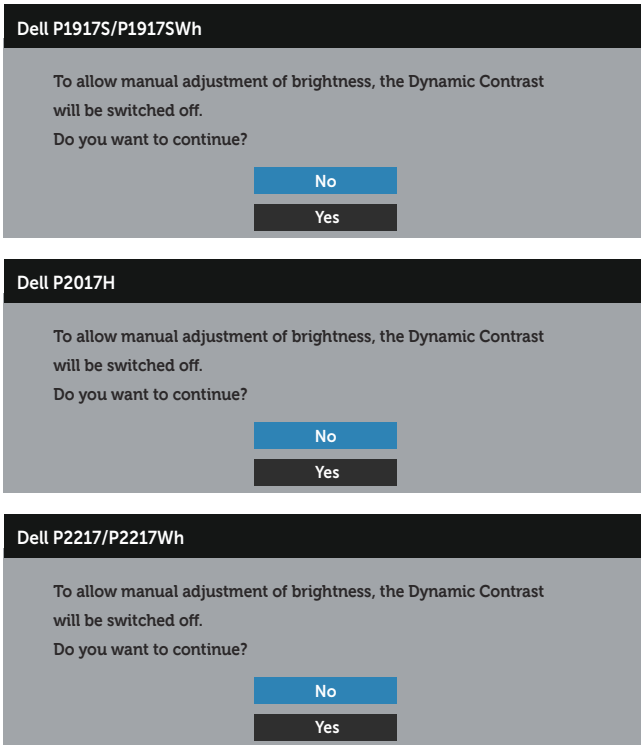 Dell P1917S/P1917SWh
To allow manual adjustment of brightness, the Dynamic Contrast
will be switched off.
Do you want to continue?
No
Yes
Dell P2017H
To allow manual adjustment of brightness, the Dynamic Contrast
will be switched off.
Do you want to continue?
No
Yes
Dell P2217/P2217Wh
To allow manual adjustment of brightness, the Dynamic Contrast
will be switched off.
Do you want to continue?
No
Yes